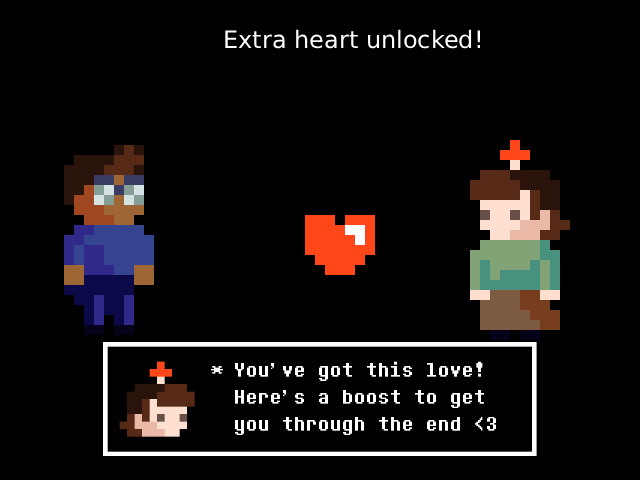 Extra heart unlocked!
* You've got this love!
Here's a boost to get
you through the end <3